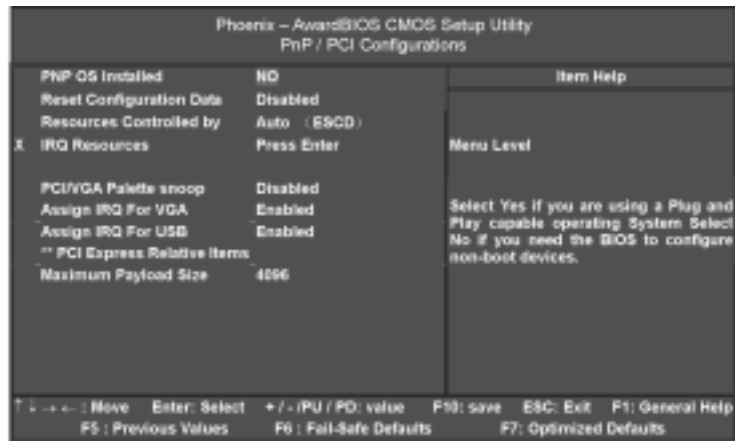 Phoenix – AwardBIOS CMOS Setup Utility
PnP / PCI Configurations
PNP OS Installed NO
Reset Configuration Data Disabled
Resources Controlled by Auto (ESCD)
X IRQ Resources Press Enter
PCI/VGA Palette snoop Disabled
Assign IRQ For VGA Enabled
Assign IRQ For USB Enabled
** PCI Express Relative Items
Maximum Payload Size 4096
Item Help
Menu Level
Select Yes if you are using a Plug and
Play capable operating System Select
No if you need the BIOS to configure
non-boot devices.
↑↓→← : Move Enter: Select +/-/PU / PD: value F10: save ESC: Exit F1: General Help
F5 : Previous Values F6 : Fail-Safe Defaults F7: Optimized Defaults